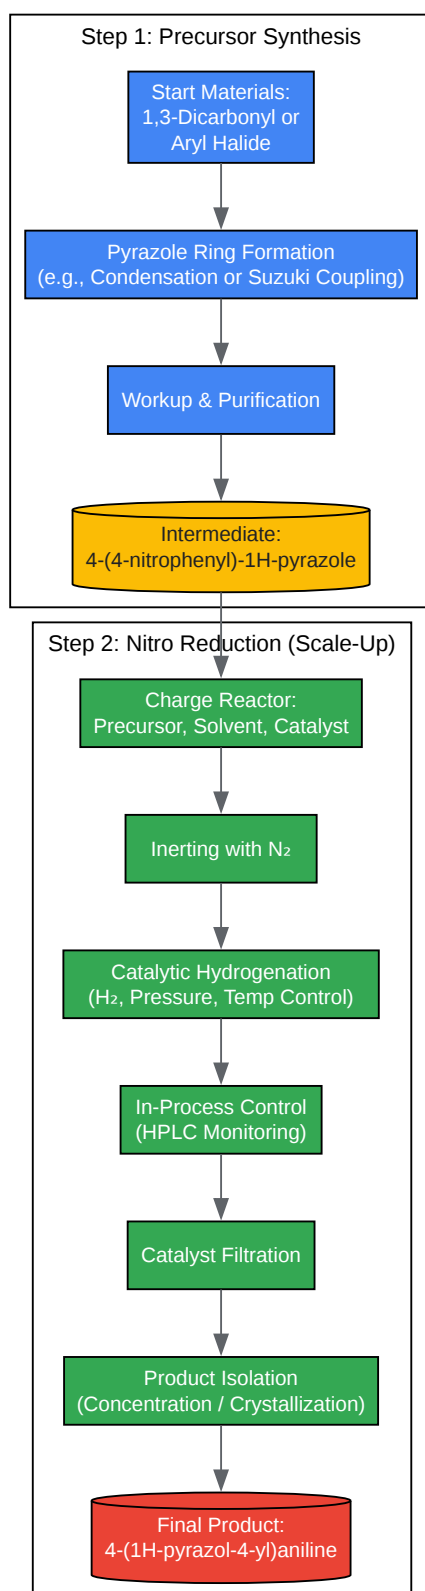 Step 1: Precursor Synthesis
Start Materials:
1,3-Dicarbonyl or
Aryl Halide
Pyrazole Ring Formation
(e.g., Condensation or Suzuki Coupling)
Workup & Purification
Intermediate:
4-(4-nitrophenyl)-1H-pyrazole
Step 2: Nitro Reduction (Scale-Up)
Charge Reactor:
Precursor, Solvent, Catalyst
Inerting with N₂
Catalytic Hydrogenation
(H₂, Pressure, Temp Control)
In-Process Control
(HPLC Monitoring)
Catalyst Filtration
Product Isolation
(Concentration / Crystallization)
Final Product:
4-(1H-pyrazol-4-yl)aniline